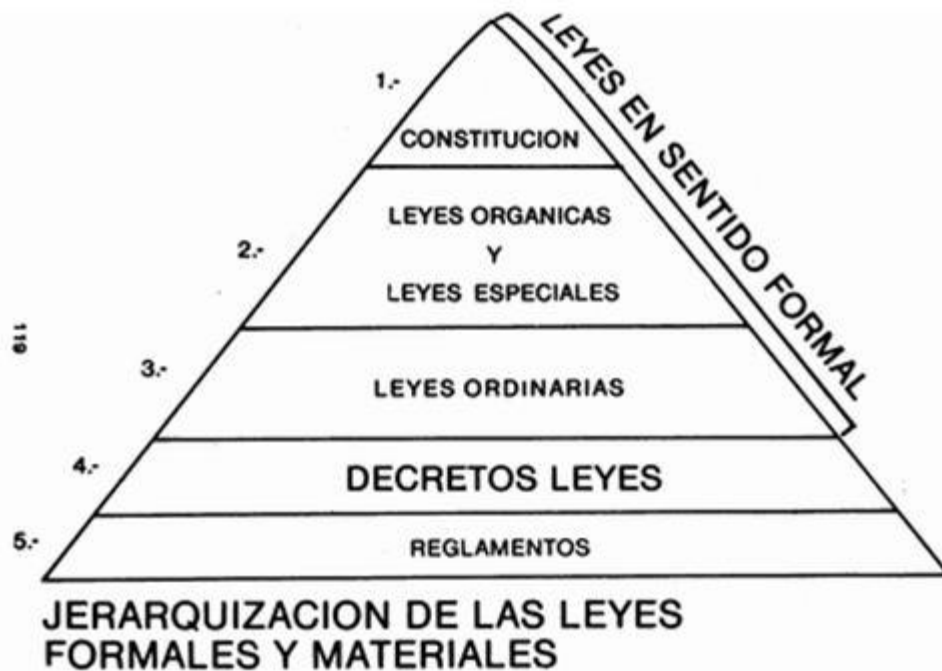 LEYES EN SENTIDO FORMAL
1.-
CONSTITUCION
2.-
LEYES ORGANICAS
Y
LEYES ESPECIALES
119
3.-
LEYES ORDINARIAS
4.-
DECRETOS LEYES
5.-
REGLAMENTOS
JERARQUIZACION DE LAS LEYES
FORMALES Y MATERIALES